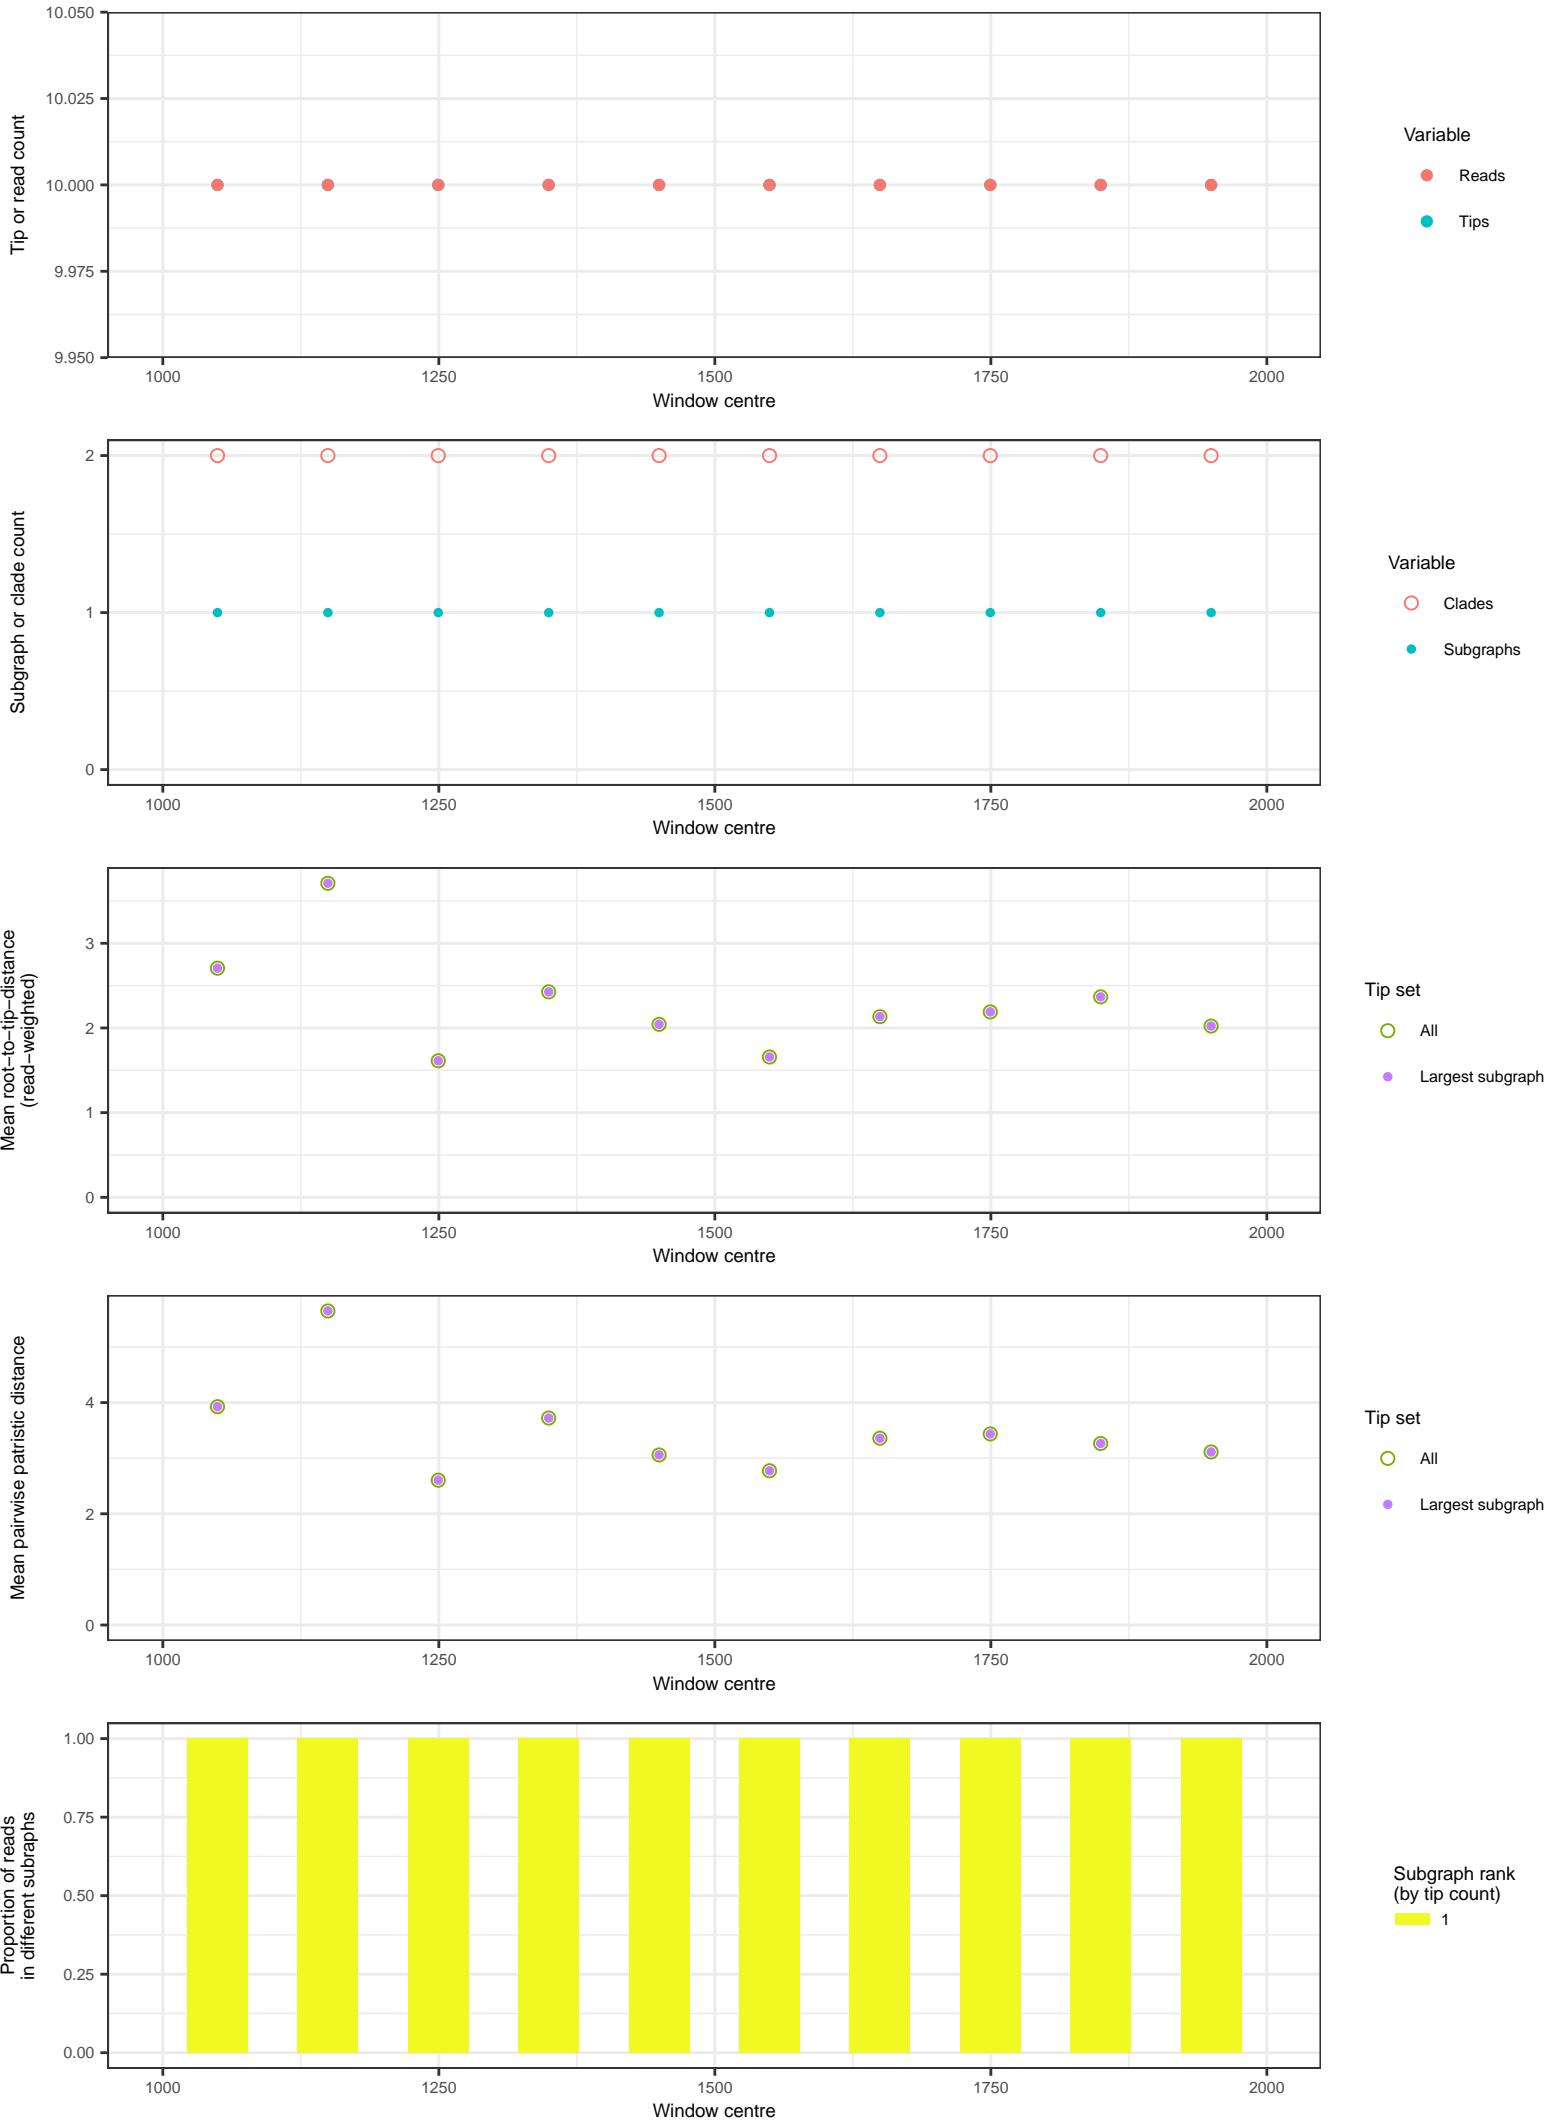 10.050
10.025
10.000
9.975
9.950
Tip or read count
1000 1250 1500 1750 2000
Window centre
Variable
Reads
Tips
2
1
0
Subgraph or clade count
1000 1250 1500 1750 2000
Window centre
Variable
Clades
Subgraphs
3
2
1
0
Mean root−to−tip−distance
(read−weighted)
1000 1250 1500 1750 2000
Window centre
Tip set
All
Largest subgraph
4
2
0
Mean pairwise patristic distance
1000 1250 1500 1750 2000
Window centre
Tip set
All
Largest subgraph
1.00
0.75
0.50
0.25
0.00
Proportion of reads
in different subraphs
1000 1250 1500 1750 2000
Window centre
Subgraph rank
(by tip count)
1